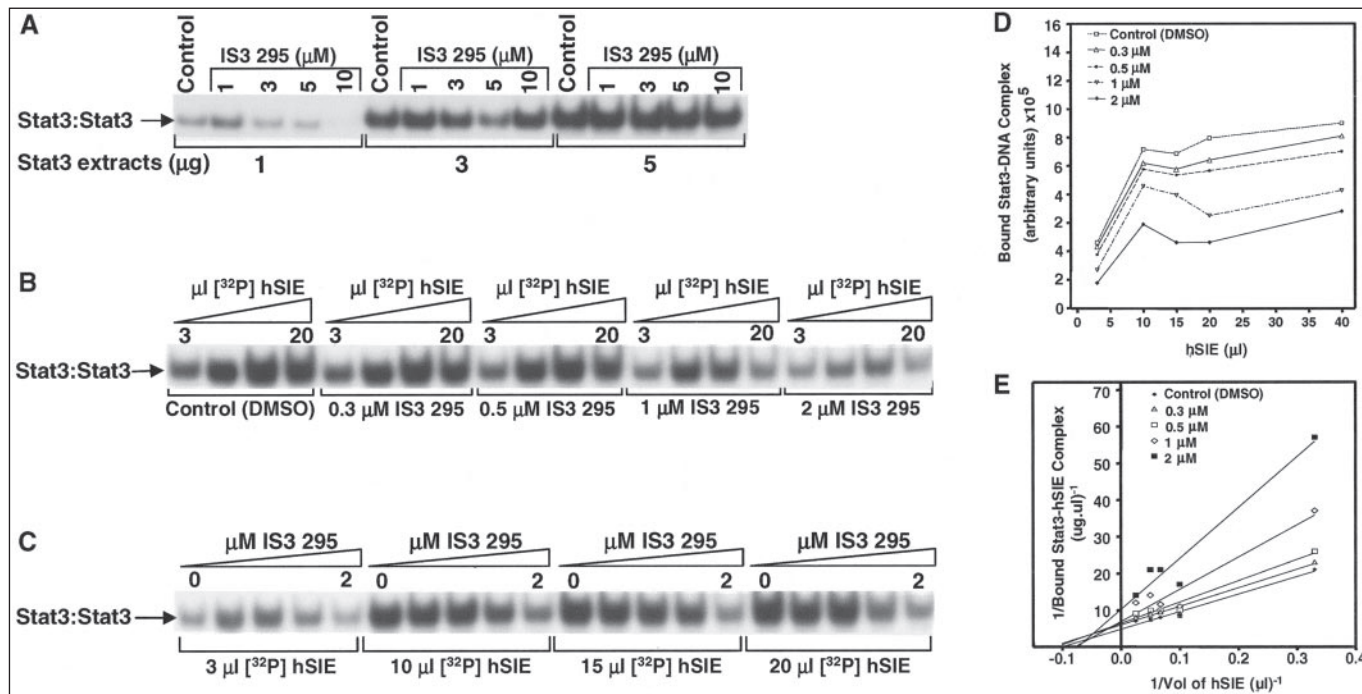 A
Control
IS3 295 (μM)
1
3
5
10
Control
IS3 295 (μM)
1
3
5
10
Control
IS3 295 (μM)
1
3
5
10
Stat3:Stat3
Stat3 extracts (μg)
1
3
5
B
μl [³²P] hSIE
μl [³²P] hSIE
μl [³²P] hSIE
μl [³²P] hSIE
μl [³²P] hSIE
3
20
3
20
3
20
3
20
3
20
Stat3:Stat3
Control (DMSO)
0.3 μM IS3 295
0.5 μM IS3 295
1 μM IS3 295
2 μM IS3 295
C
μM IS3 295
μM IS3 295
μM IS3 295
μM IS3 295
0
2
0
2
0
2
0
2
Stat3:Stat3
3 μl [³²P] hSIE
10 μl [³²P] hSIE
15 μl [³²P] hSIE
20 μl [³²P] hSIE
D
Bound Stat3-DNA Complex
(arbitrary units) x10⁵
16
14
12
10
8
6
4
2
4
2
0
Control (DMSO)
0.3 μM
0.5 μM
1 μM
2 μM
0
5
10
15
20
25
30
35
40
hSIE (μl)
E
1/Bound Stat3-hSIE Complex
(ug.ul)⁻¹
70
60
50
40
30
20
10
Control (DMSO)
0.3 μM
0.5 μM
1 μM
2 μM
-0.1
0.0
0.1
0.2
0.3
0.4
1/Vol of hSIE (μl)⁻¹